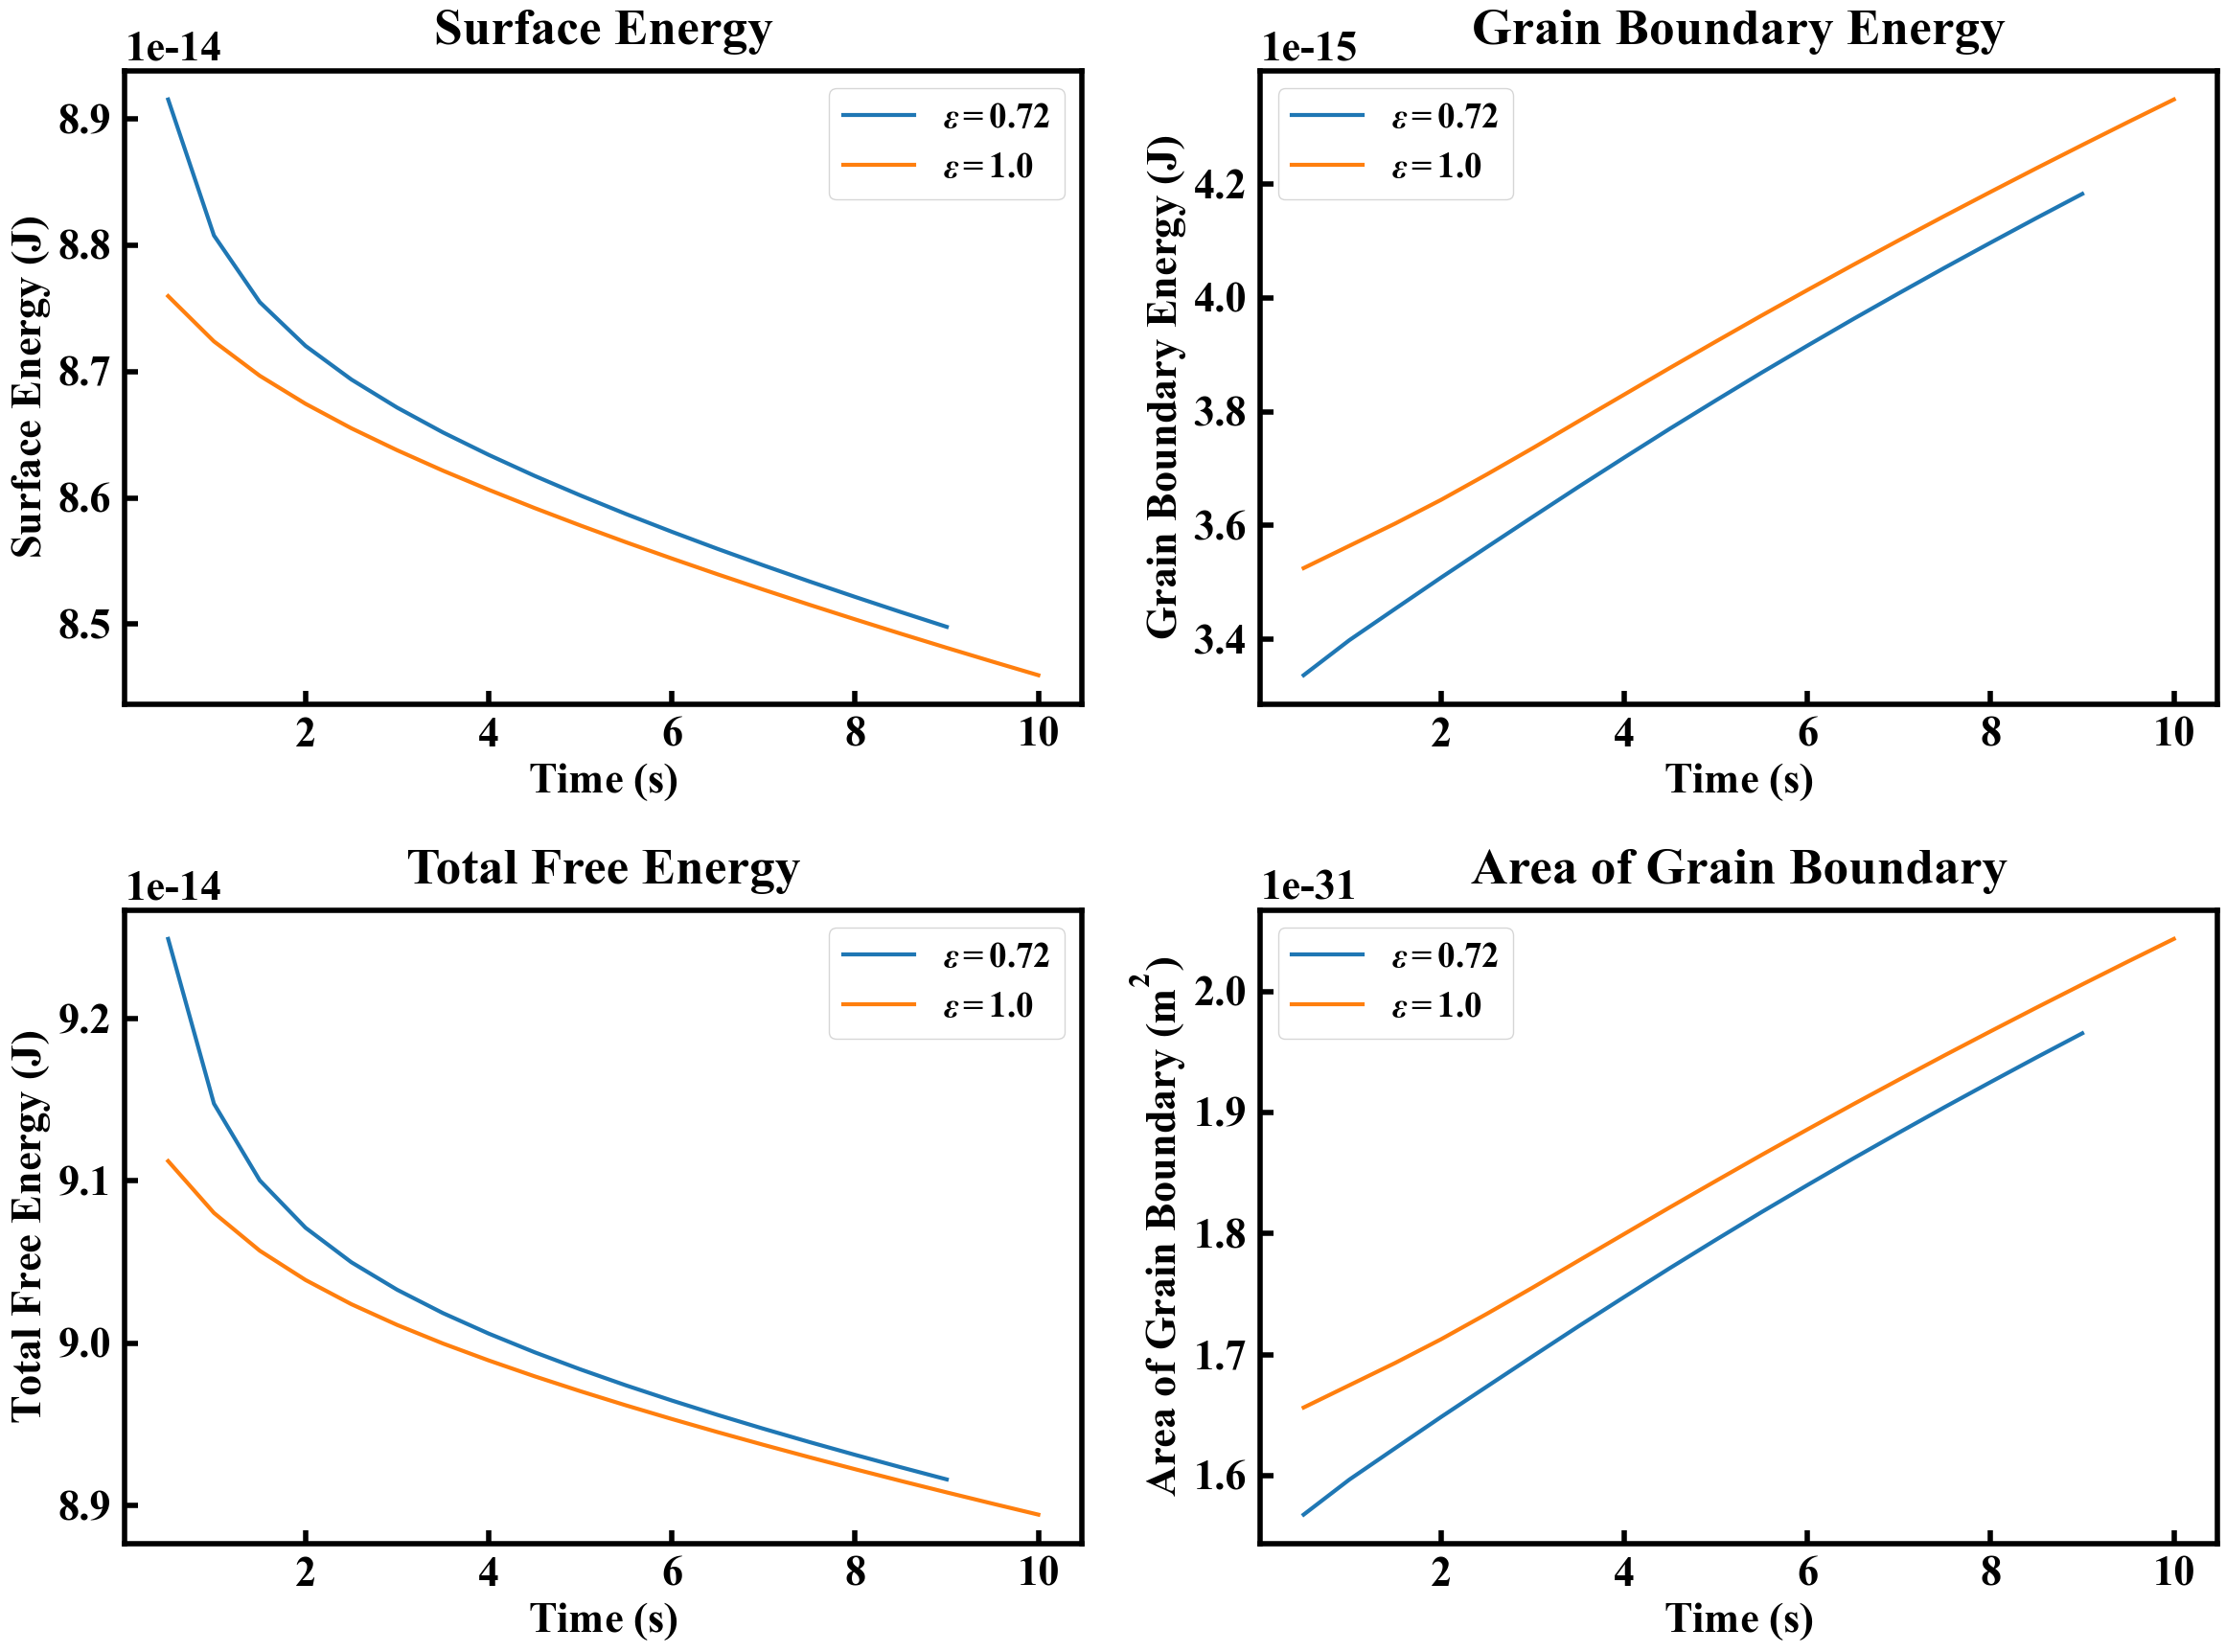 Surface Energy
1e-14
Surface Energy (J)
8.9
8.8
8.7
8.6
8.5
ε=0.72
ε=1.0
2 4 6 8 10
Time (s)
Grain Boundary Energy
1e-15
Grain Boundary Energy (J)
4.2
4.0
3.8
3.6
3.4
ε=0.72
ε=1.0
2 4 6 8 10
Time (s)
Total Free Energy
1e-14
Total Free Energy (J)
9.2
9.1
9.0
8.9
ε=0.72
ε=1.0
2 4 6 8 10
Time (s)
Area of Grain Boundary
1e-31
Area of Grain Boundary (m²)
2.0
1.9
1.8
1.7
1.6
ε=0.72
ε=1.0
2 4 6 8 10
Time (s)